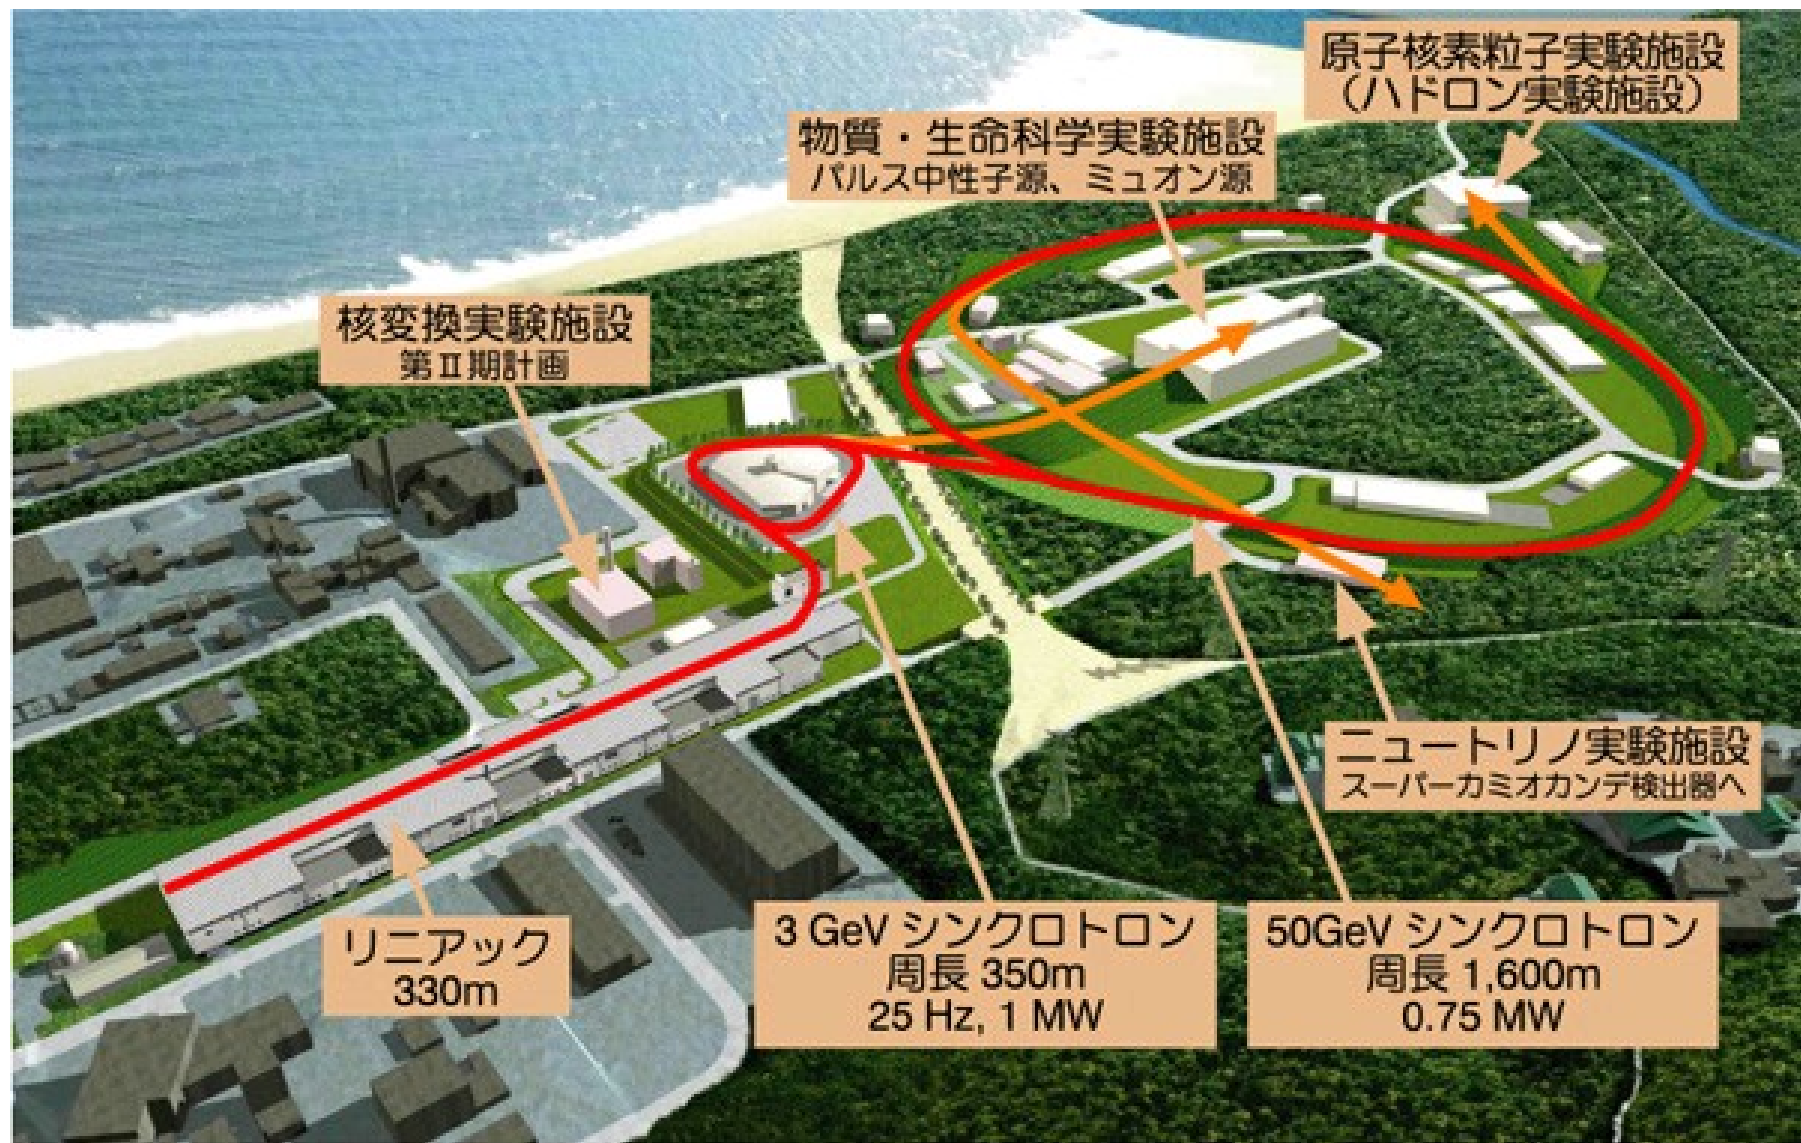 原子核素粒子実験施設
（ハドロン実験施設）
物質・生命科学実験施設
パルス中性子源、ミュオン源
核変換実験施設
第Ⅱ期計画
ニュートリノ実験施設
スーパーカミオカンデ検出器へ
リニアック
330m
3 GeV シンクロトロン
周長 350m
25 Hz, 1 MW
50GeV シンクロトロン
周長 1,600m
0.75 MW